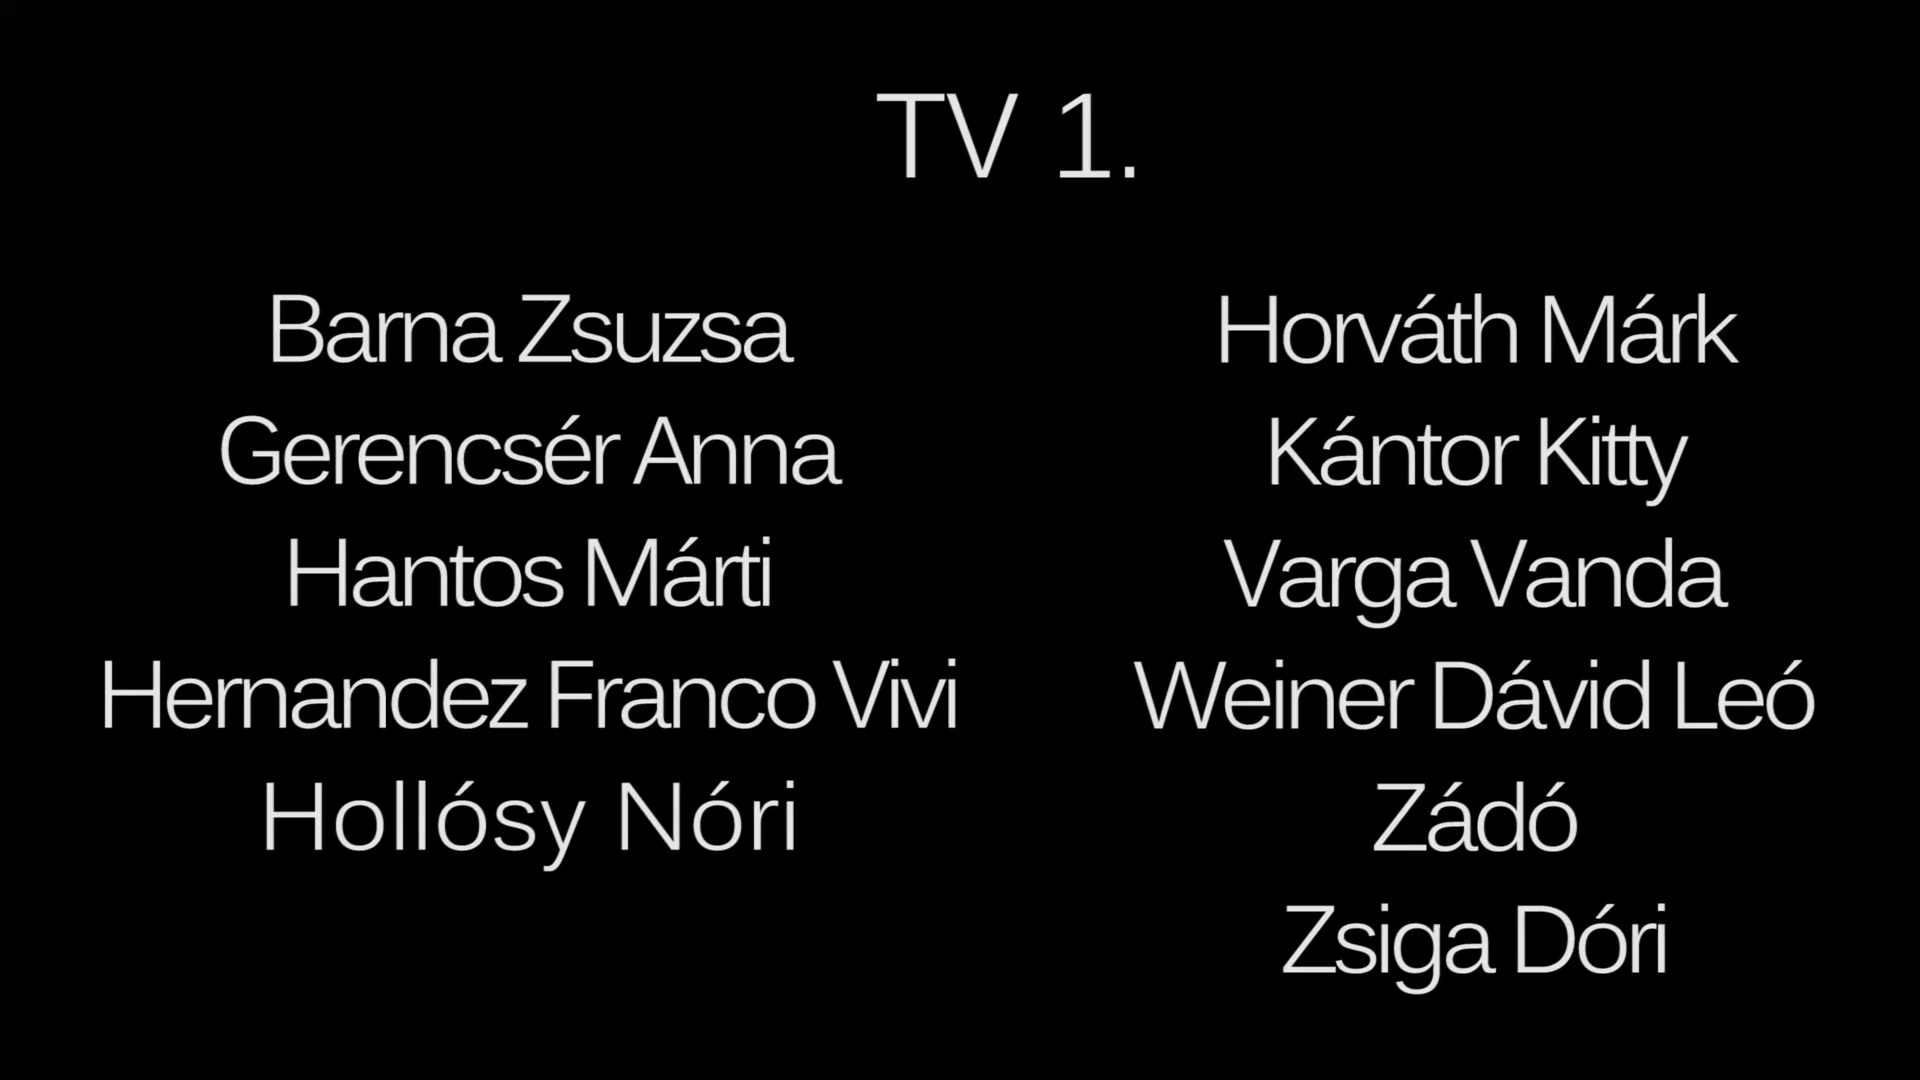 TV 1.
Barna Zsuzsa
Gerencsér Anna
Hantos Márti
Hernandez Franco Vivi
Hollósy Nóri
Horváth Márk
Kántor Kitty
Varga Vanda
Weiner Dávid Leó
Zádó
Zsiga Dóri